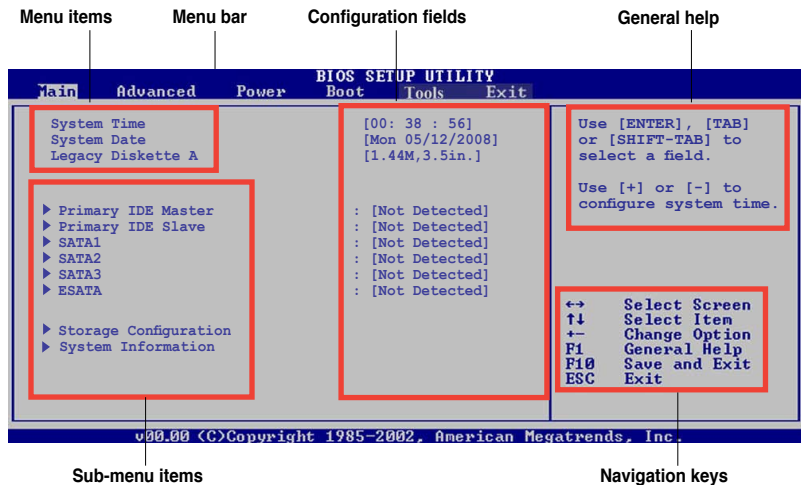 Menu items Menu bar Configuration fields General help
BIOS SETUP UTILITY
Main Advanced Power Boot Tools Exit
System Time [00: 38 : 56]
System Date [Mon 05/12/2008]
Legacy Diskette A [1.44M,3.5in.]
Primary IDE Master : [Not Detected]
Primary IDE Slave : [Not Detected]
SATA1 : [Not Detected]
SATA2 : [Not Detected]
SATA3 : [Not Detected]
ESATA : [Not Detected]
Storage Configuration
System Information
Use [ENTER], [TAB]
or [SHIFT-TAB] to
select a field.
Use [+] or [-] to
configure system time.
←→ Select Screen
↑↓ Select Item
+- Change Option
F1 General Help
F10 Save and Exit
ESC Exit
v00.00 (C)Copyright 1985-2002, American Megatrends, Inc.
Sub-menu items Navigation keys